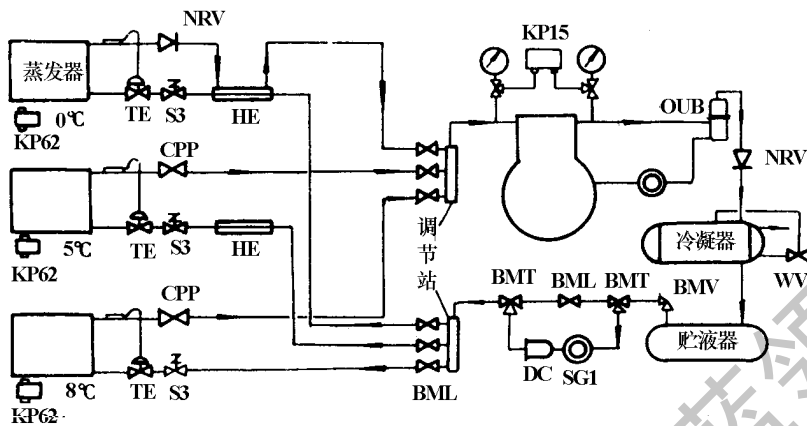 NRV
KP15
蒸发器
OUB
0℃
TE
S3
HE
KP62
CPP
NRV
5℃
TE
S3
HE
KP62
调节站
冷凝器
WV
BMT
BML
BMT
BMV
CPP
贮液器
8℃
TE
S3
BML
DC
SG1
KP62